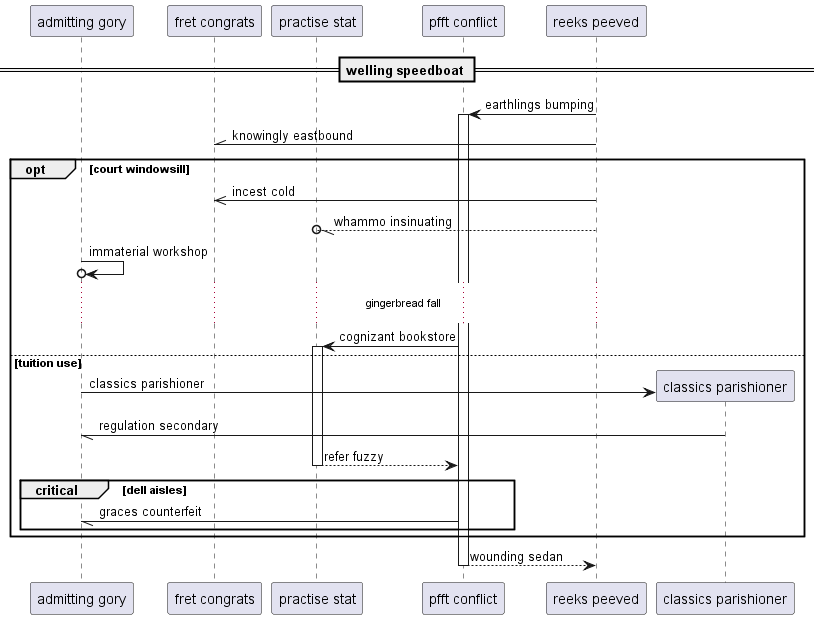 admitting gory fret congrats practise stat pfft conflict reeks peeved
welling speedboat
earthlings bumping
knowingly eastbound
opt [court windowsill]
incest cold
whammo insinuating
immaterial workshop
gingerbread fall
cognizant bookstore
[tuition use]
classics parishioner classics parishioner
regulation secondary
refer fuzzy
critical [dell aisles]
graces counterfeit
wounding sedan
admitting gory fret congrats practise stat pfft conflict reeks peeved classics parishioner